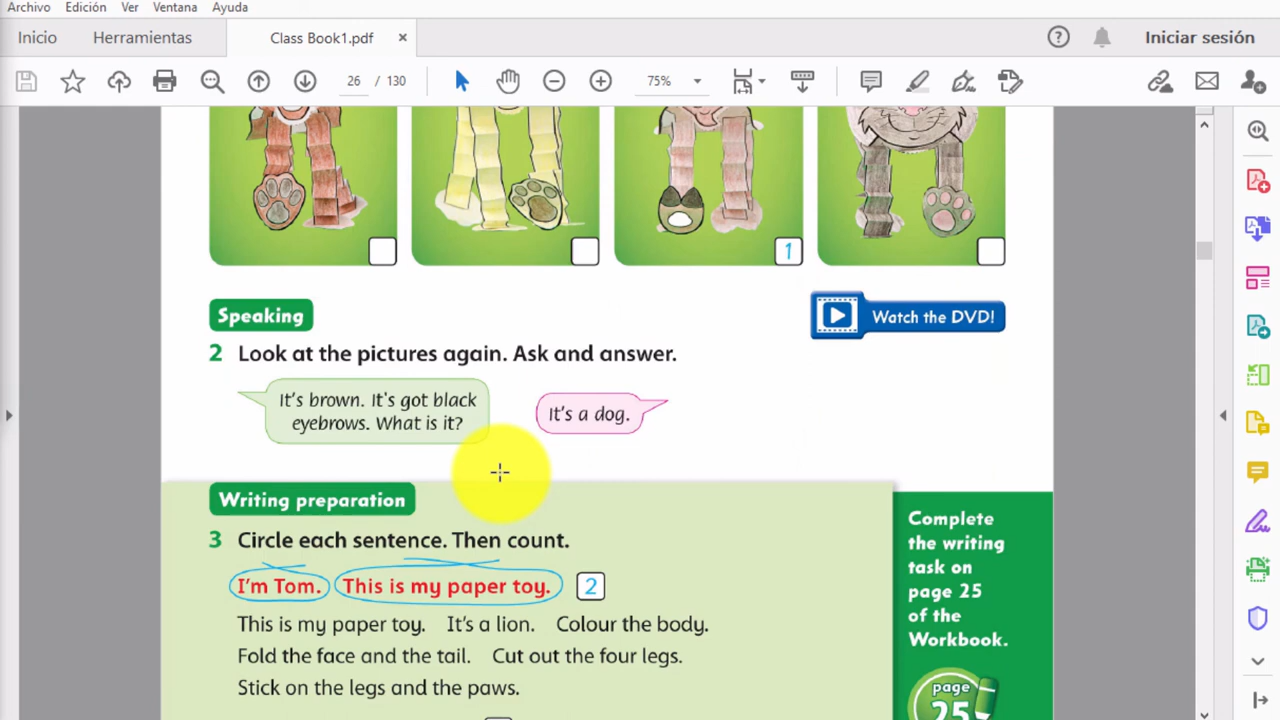 Archivo Edición Ver Ventana Ayuda
Inicio Herramientas Class Book1.pdf × Iniciar sesión
26 / 130 75%
1
Speaking
Watch the DVD!
2 Look at the pictures again. Ask and answer.
It's brown. It's got black
eyebrows. What is it?
It's a dog.
Writing preparation
3 Circle each sentence. Then count.
I'm Tom. This is my paper toy. 2
This is my paper toy. It's a lion. Colour the body.
Fold the face and the tail. Cut out the four legs.
Stick on the legs and the paws.
Complete
the writing
task on
page 25
of the
Workbook.
page
25